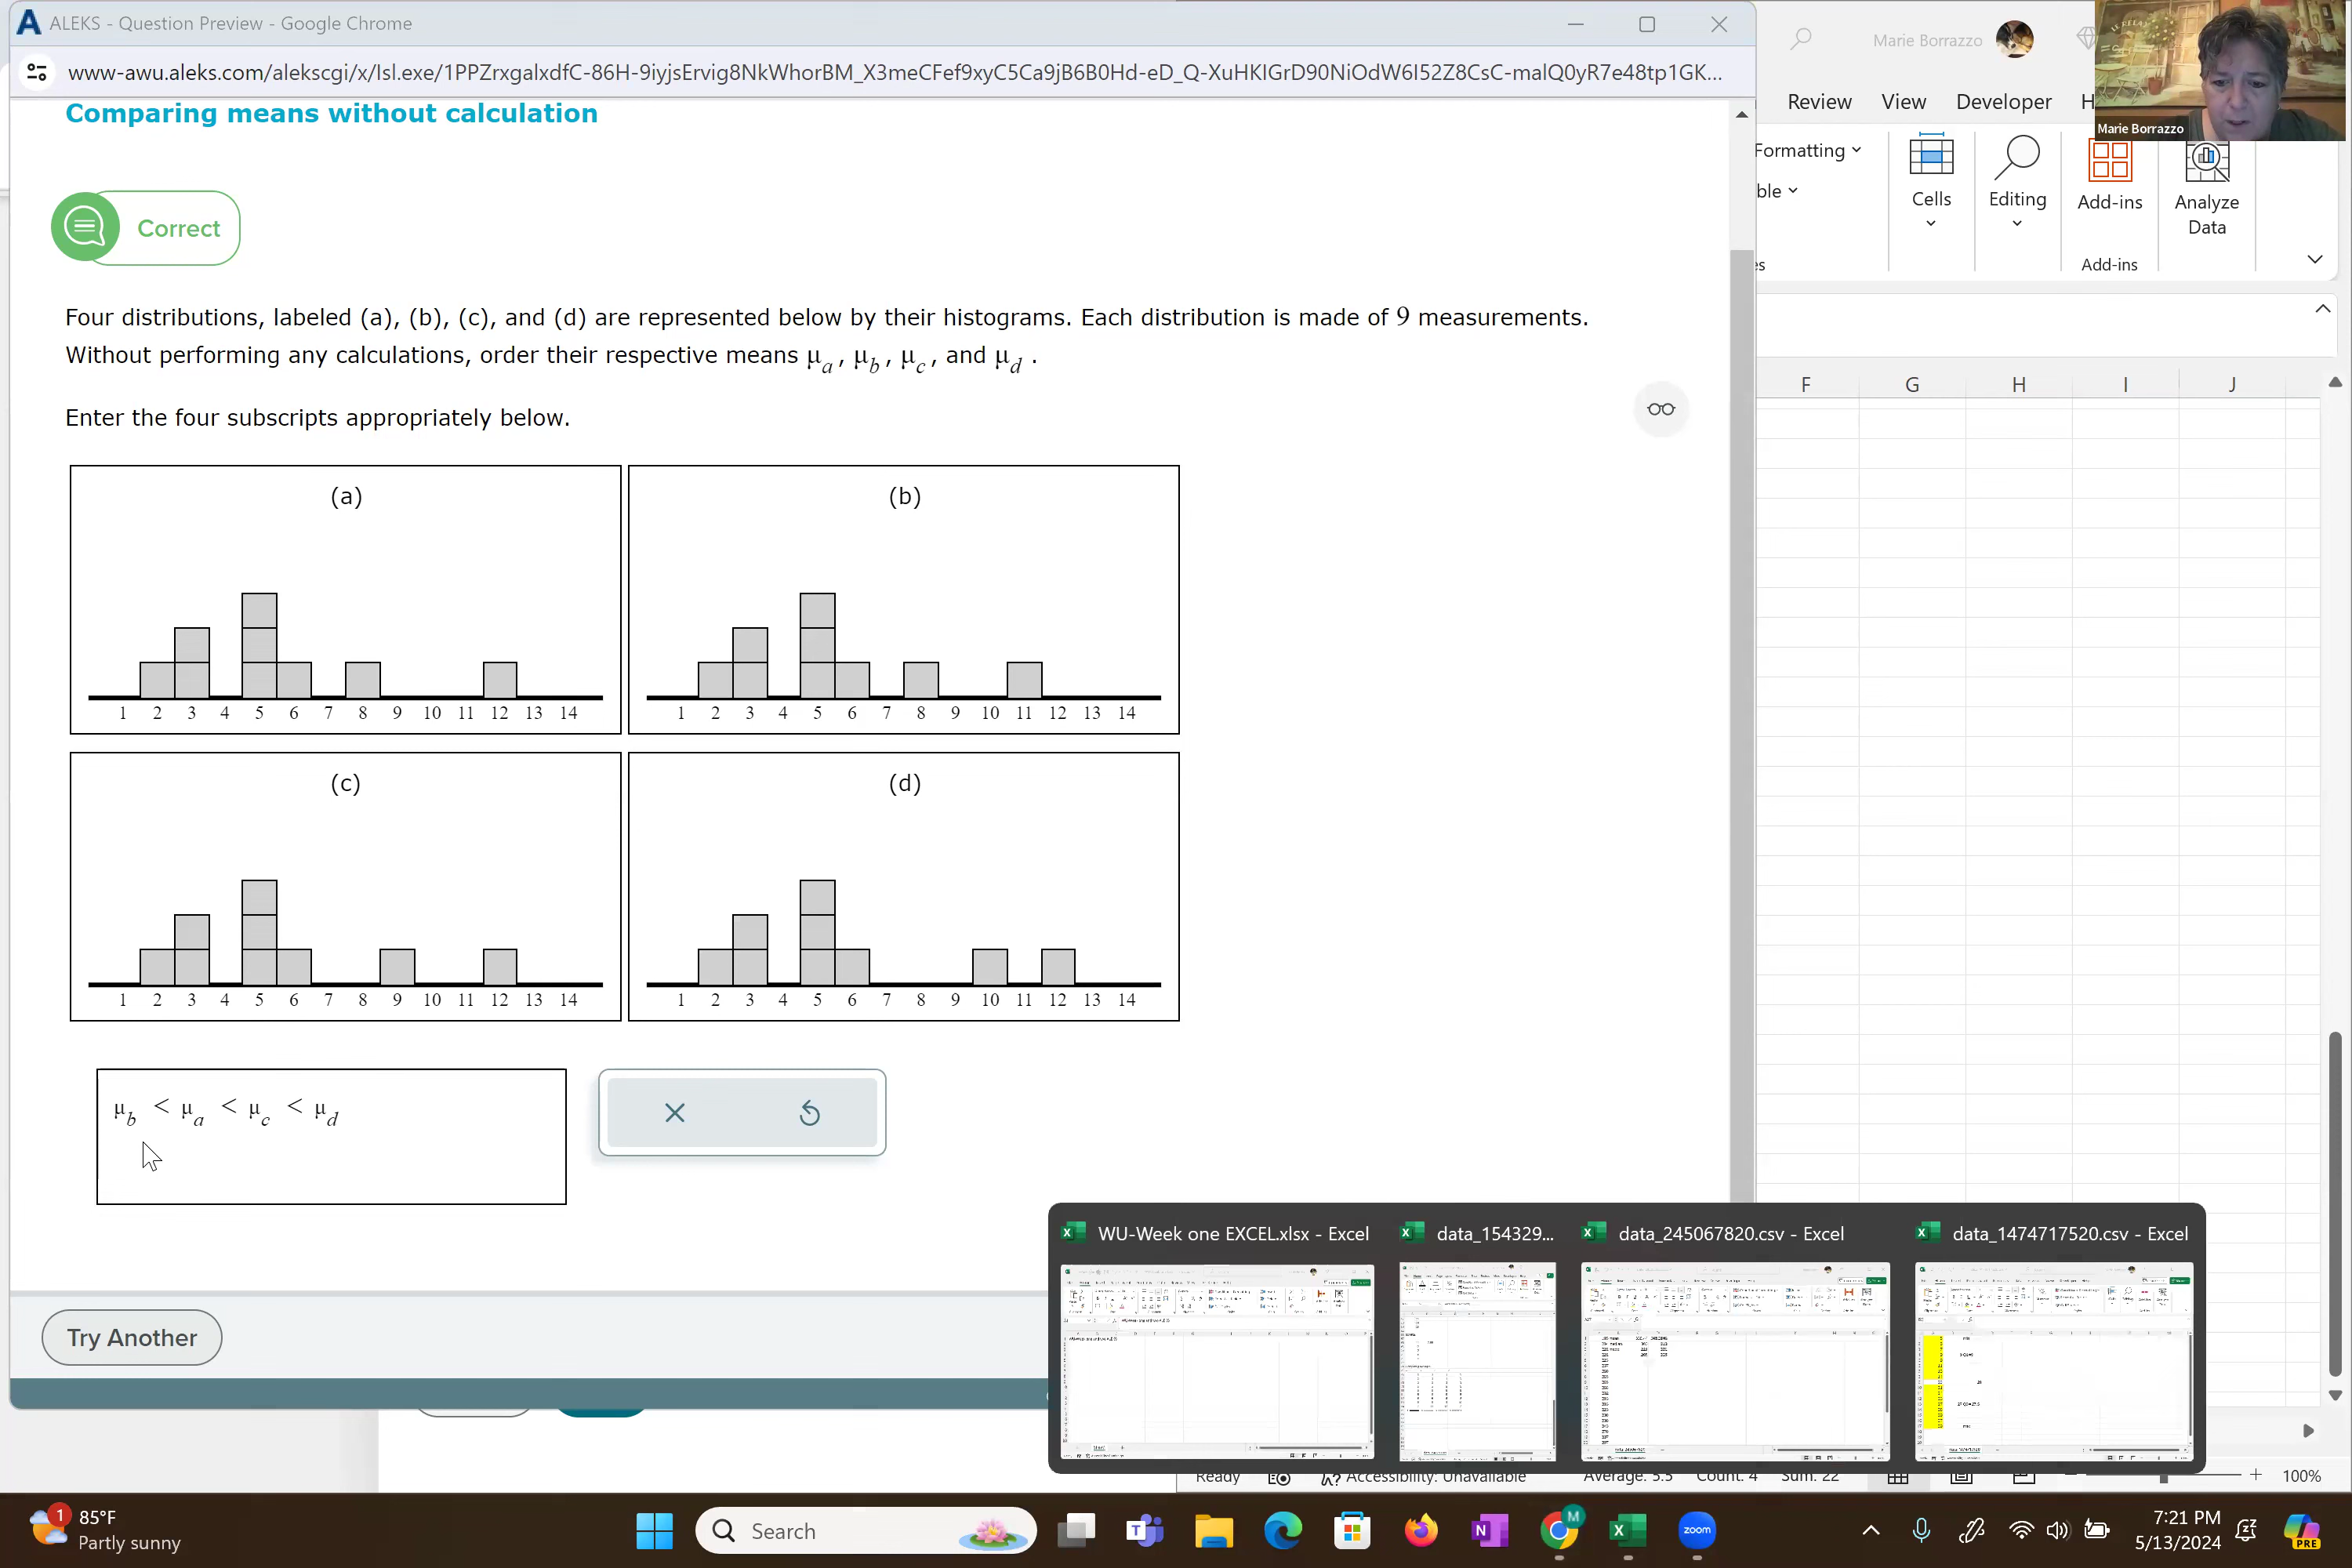 ALEKS - Question Preview - Google Chrome
www-awu.aleks.com/alekscgi/x/Isl.exe/1PPZrxgalxdfC-86H-9iyjsErvig8NkWhorBM_X3meCFef9xyC5Ca9jB6B0Hd-eD_Q-XuHKIGrD90NiOdW6I52Z8CsC-malQ0yR7e48tp1GK...
Marie Borrazzo
Marie Borrazzo
Review View Developer H
Formatting
ble
Cells
Editing
Add-ins
Analyze
Data
es
Add-ins
F G H I J
Comparing means without calculation
Correct
Four distributions, labeled (a), (b), (c), and (d) are represented below by their histograms. Each distribution is made of 9 measurements.
Without performing any calculations, order their respective means μa, μb, μc, and μd .
Enter the four subscripts appropriately below.
(a)
1 2 3 4 5 6 7 8 9 10 11 12 13 14
(b)
1 2 3 4 5 6 7 8 9 10 11 12 13 14
(c)
1 2 3 4 5 6 7 8 9 10 11 12 13 14
(d)
1 2 3 4 5 6 7 8 9 10 11 12 13 14
μb < μa < μc < μd
Try Another
WU-Week one EXCEL.xlsx - Excel
data_154329...
data_245067820.csv - Excel
data_1474717520.csv - Excel
Ready
Accessibility: Unavailable
Average: 5.5 Count: 4 Sum: 22
100%
1
85°F
Partly sunny
Search
M
zoom
7:21 PM
5/13/2024
PRE